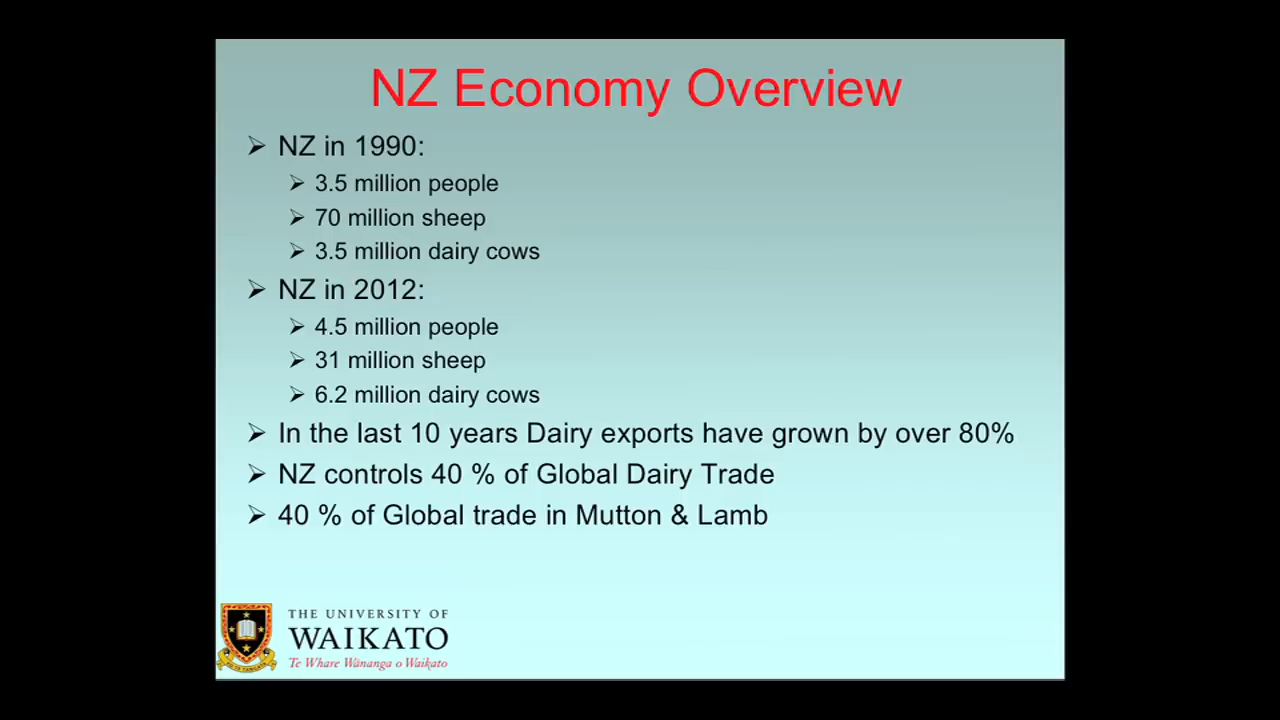 NZ Economy Overview
➢ NZ in 1990:
➢ 3.5 million people
➢ 70 million sheep
➢ 3.5 million dairy cows
➢ NZ in 2012:
➢ 4.5 million people
➢ 31 million sheep
➢ 6.2 million dairy cows
➢ In the last 10 years Dairy exports have grown by over 80%
➢ NZ controls 40 % of Global Dairy Trade
➢ 40 % of Global trade in Mutton & Lamb
THE UNIVERSITY OF
WAIKATO
Te Whare Wānanga o Waikato